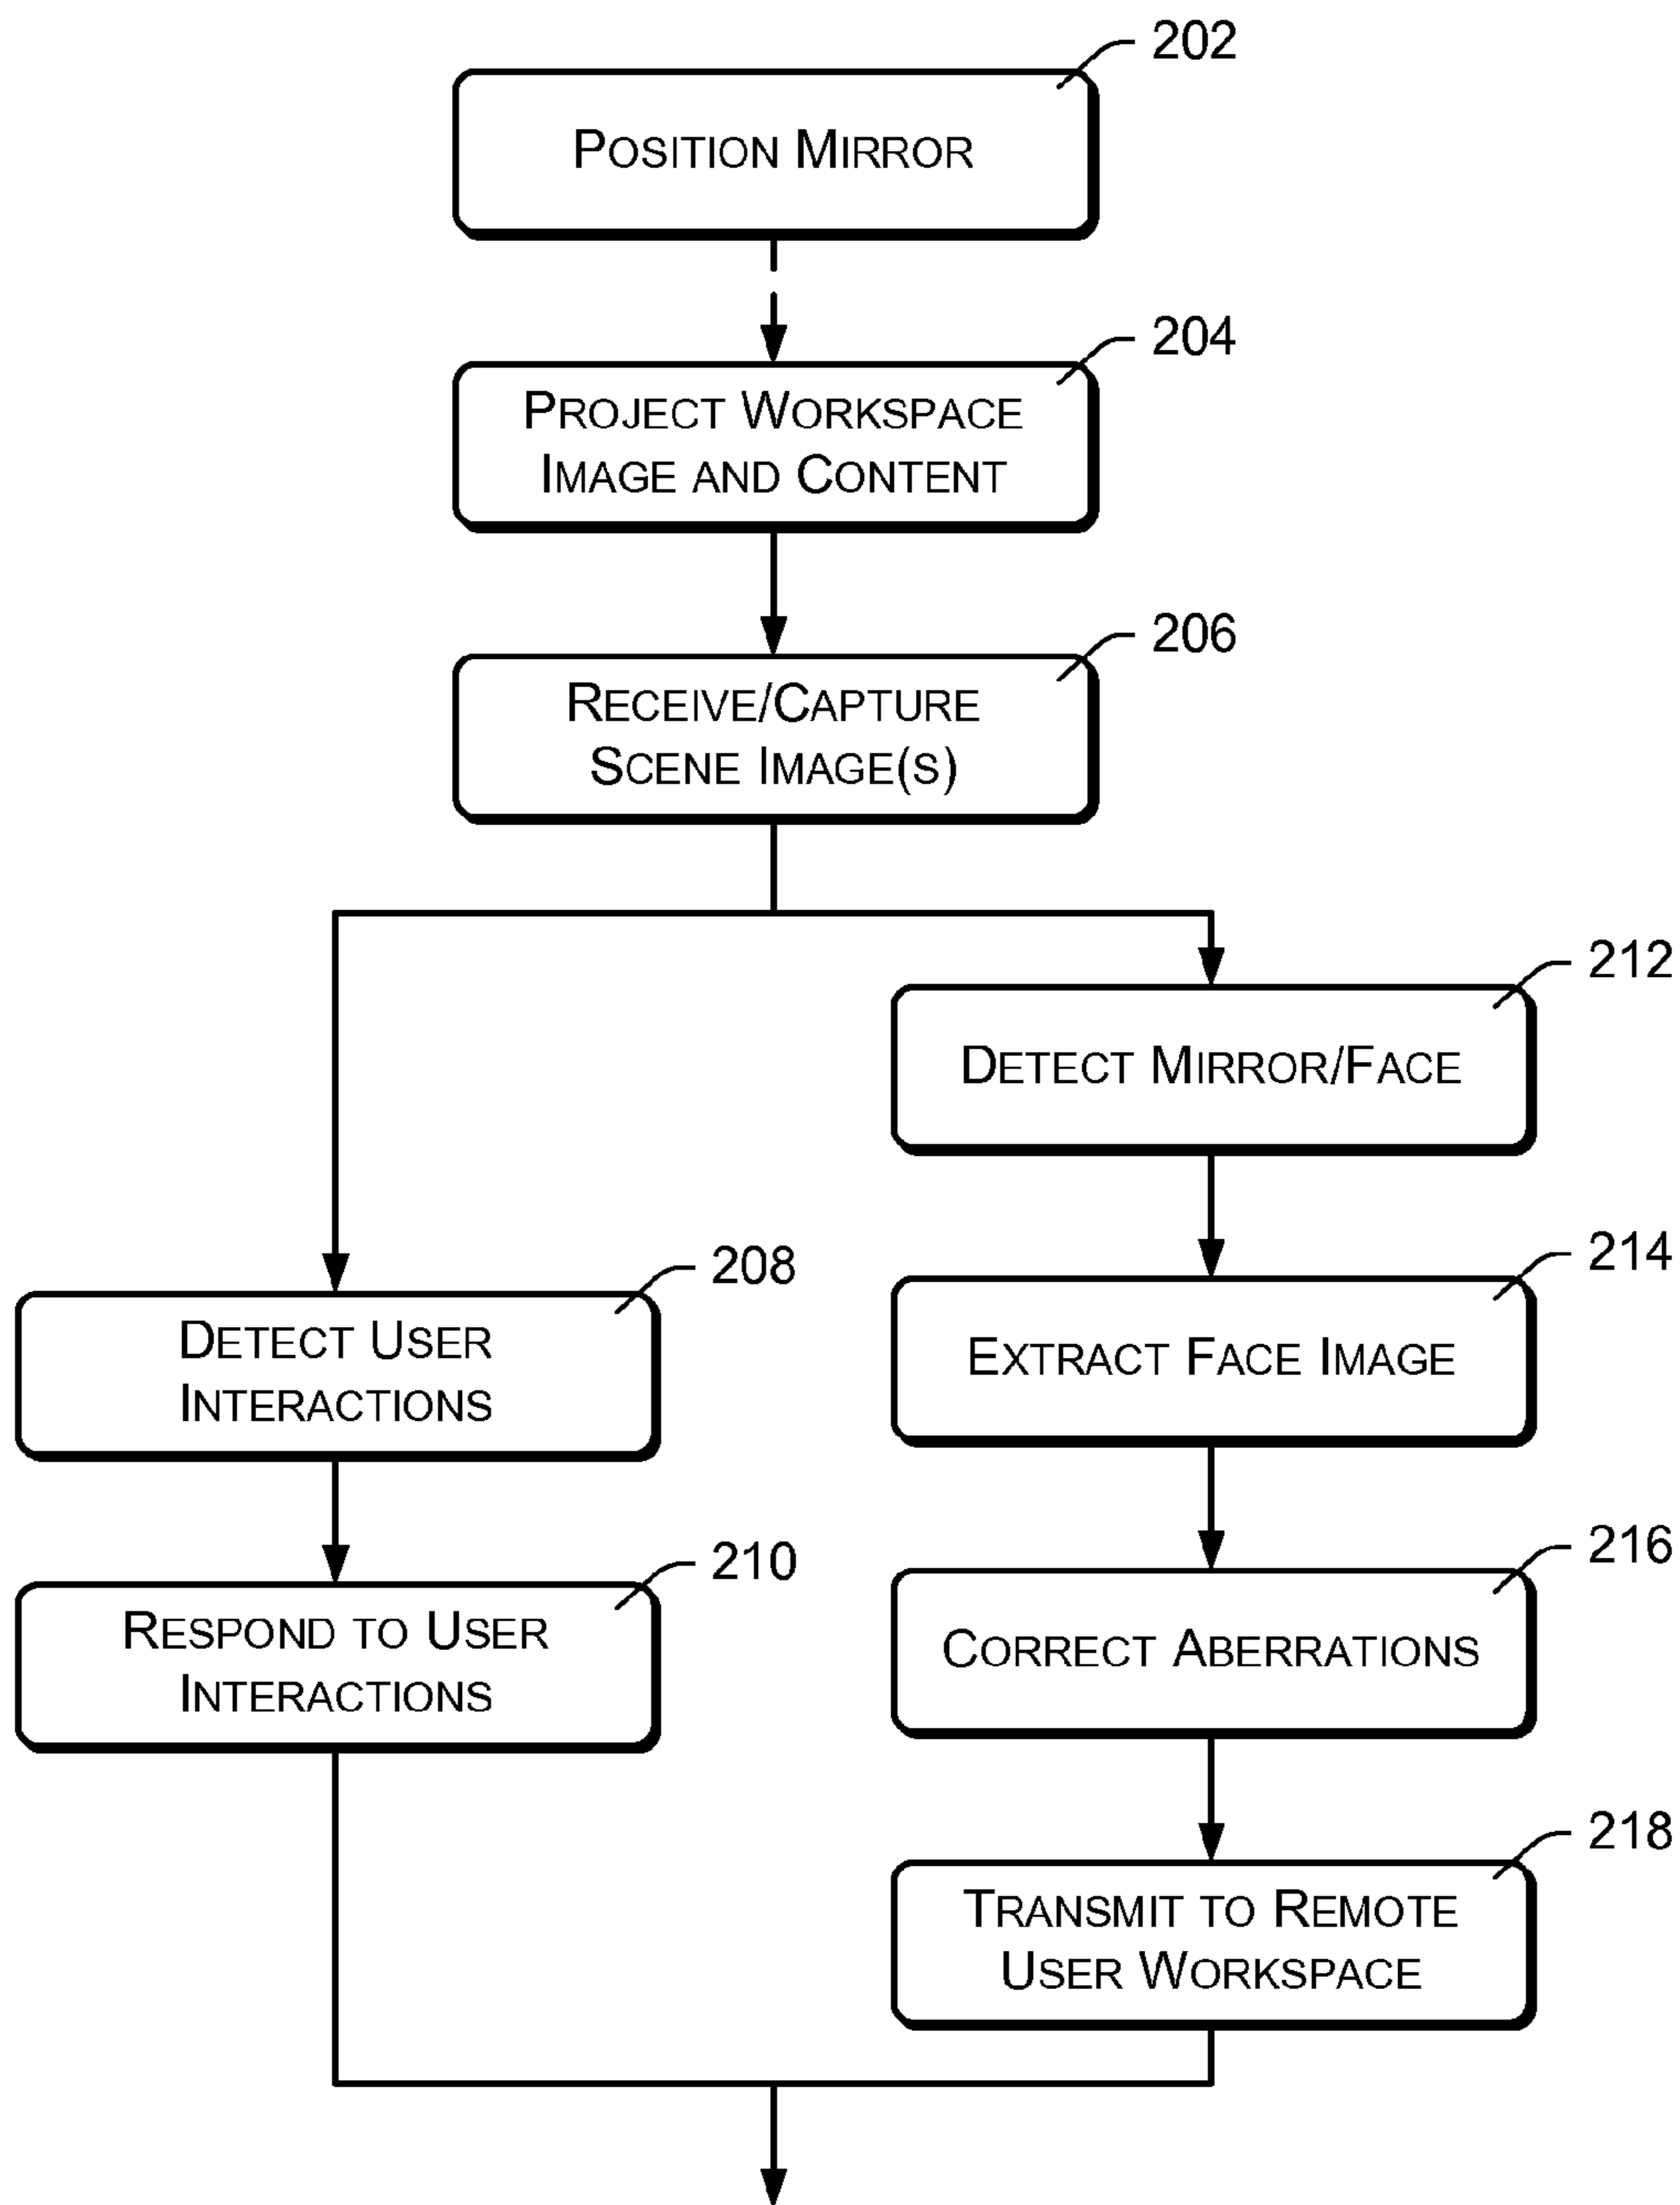 202
POSITION MIRROR
204
PROJECT WORKSPACE
IMAGE AND CONTENT
206
RECEIVE/CAPTURE
SCENE IMAGE(S)
212
DETECT MIRROR/FACE
208
DETECT USER
INTERACTIONS
214
EXTRACT FACE IMAGE
210
RESPOND TO USER
INTERACTIONS
216
CORRECT ABERRATIONS
218
TRANSMIT TO REMOTE
USER WORKSPACE